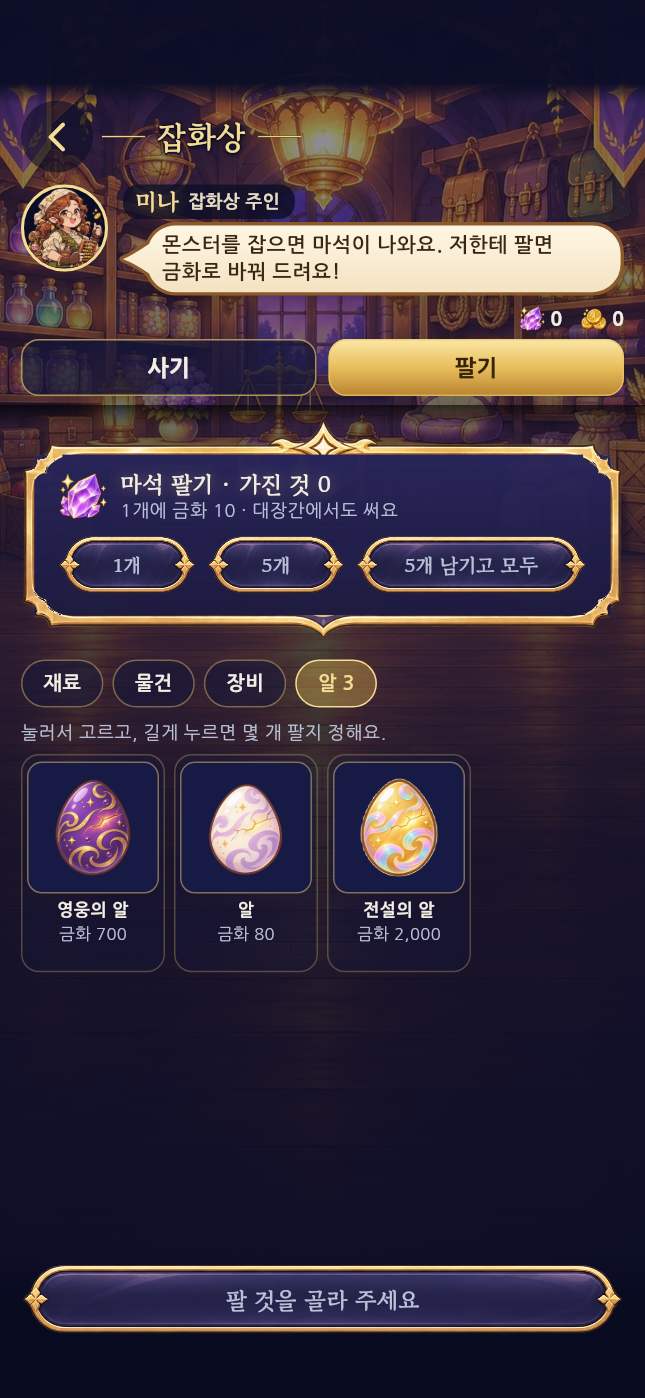 잡화상
미나 잡화상 주인
몬스터를 잡으면 마석이 나와요. 저한테 팔면
금화로 바꿔 드려요!
0 0
사기 팔기
마석 팔기 · 가진 것 0
1개에 금화 10 · 대장간에서도 써요
1개 5개 5개 남기고 모두
재료 물건 장비 알 3
눌러서 고르고, 길게 누르면 몇 개 팔지 정해요.
영웅의 알 알 전설의 알
금화 700 금화 80 금화 2,000
팔 것을 골라 주세요